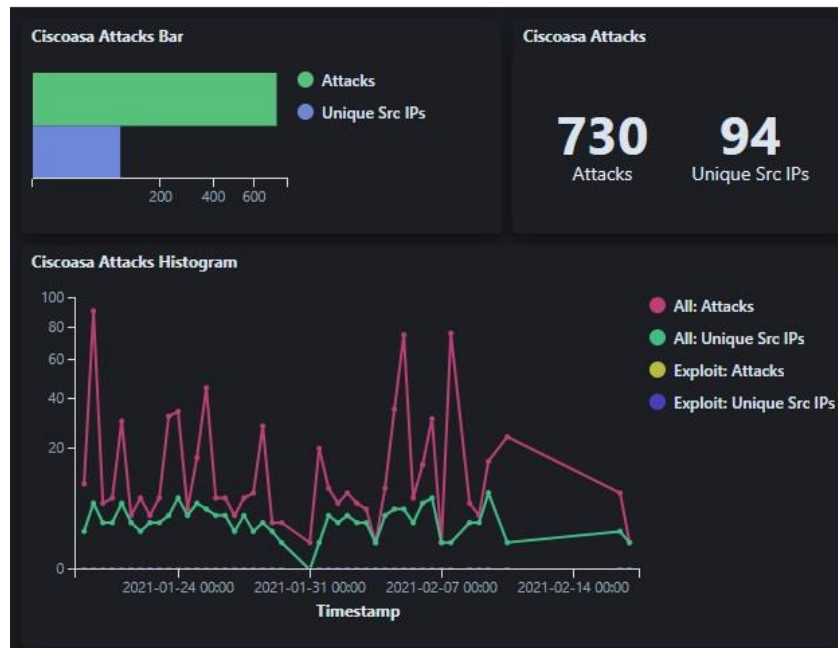 Ciscoasa Attacks Bar
Attacks
Unique Src IPs
200 400 600
Ciscoasa Attacks
730 94
Attacks Unique Src IPs
Ciscoasa Attacks Histogram
100
80
60
40
20
0
All: Attacks
All: Unique Src IPs
Exploit: Attacks
Exploit: Unique Src IPs
2021-01-24 00:00 2021-01-31 00:00 2021-02-07 00:00 2021-02-14 00:00
Timestamp